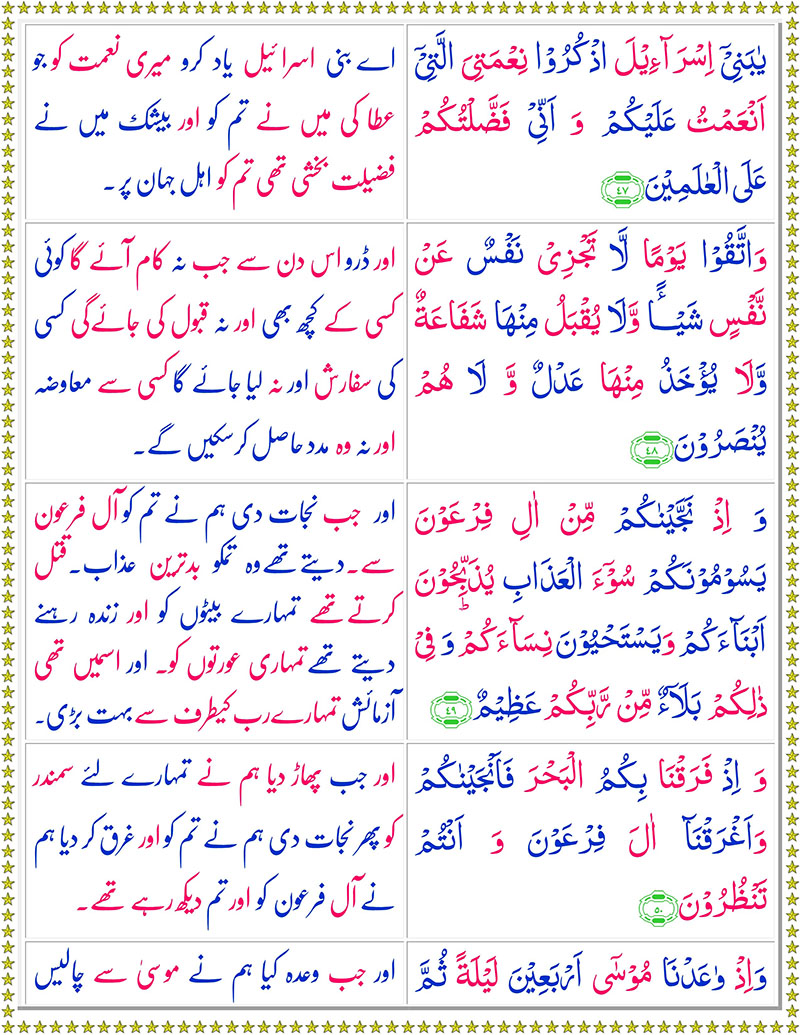 يٰبَنِىْٓ اِسْرَآءِيْلَ اذْكُرُوْا نِعْمَتِىَ الَّتِىْٓ
اَنْعَمْتُ عَلَيْكُمْ وَ اَنِّىْ فَضَّلْتُكُمْ
عَلَى الْعٰلَمِيْنَ ﴿٤٧﴾
اے بنی اسرائیل یاد کرو میری نعمت کو جو
عطا کی میں نے تم کو اور بیشک میں نے
فضیلت بخشی تھی تم کو اہل جہان پر۔
وَاتَّقُوْا يَوْمًا لَّا تَجْزِىْ نَفْسٌ عَنْ
نَّفْسٍ شَيْـًٔـا وَّلَا يُقْبَلُ مِنْهَا شَفَاعَةٌ
وَّلَا يُؤْخَذُ مِنْهَا عَدْلٌ وَّ لَا هُمْ
يُنْصَرُوْنَ ﴿٤٨﴾
اور ڈرو اس دن سے جب نہ کام آئے گا کوئی
کسی کے کچھ بھی اور نہ قبول کی جائے گی کسی
کی سفارش اور نہ لیا جائے گا کسی سے معاوضہ
اور نہ وہ مدد حاصل کرسکیں گے۔
وَ اِذْ نَجَّيْنٰكُمْ مِّنْ اٰلِ فِرْعَوْنَ
يَسُوْمُوْنَكُمْ سُوْٓءَ الْعَذَابِ يُذَبِّحُوْنَ
اَبْنَآءَكُمْ وَيَسْتَحْيُوْنَ نِسَآءَكُمْ ؕ وَ فِىْ
ذٰلِكُمْ بَلَآءٌ مِّنْ رَّبِّكُمْ عَظِيْمٌ ﴿٤٩﴾
اور جب نجات دی ہم نے تم کو آل فرعون
سے۔ دیتے تھے وہ تمکو بدترین عذاب۔ قتل
کرتے تھے تمہارے بیٹوں کو اور زندہ رہنے
دیتے تھے تمہاری عورتوں کو۔ اور اسمیں تھی
آزمائش تمہارے رب کیطرف سے بہت بڑی۔
وَ اِذْ فَرَقْنَا بِكُمُ الْبَحْرَ فَاَنْجَيْنٰكُمْ
وَاَغْرَقْنَآ اٰلَ فِرْعَوْنَ وَ اَنْتُمْ
تَنْظُرُوْنَ ﴿٥٠﴾
اور جب پھاڑ دیا ہم نے تمہارے لئے سمندر
کو پھر نجات دی ہم نے تم کو اور غرق کر دیا ہم
نے آل فرعون کو اور تم دیکھ رہے تھے۔
وَاِذْ وٰعَدْنَا مُوْسٰٓى اَرْبَعِيْنَ لَيْلَةً ثُمَّ
اور جب وعدہ کیا ہم نے موسیٰ سے چالیس